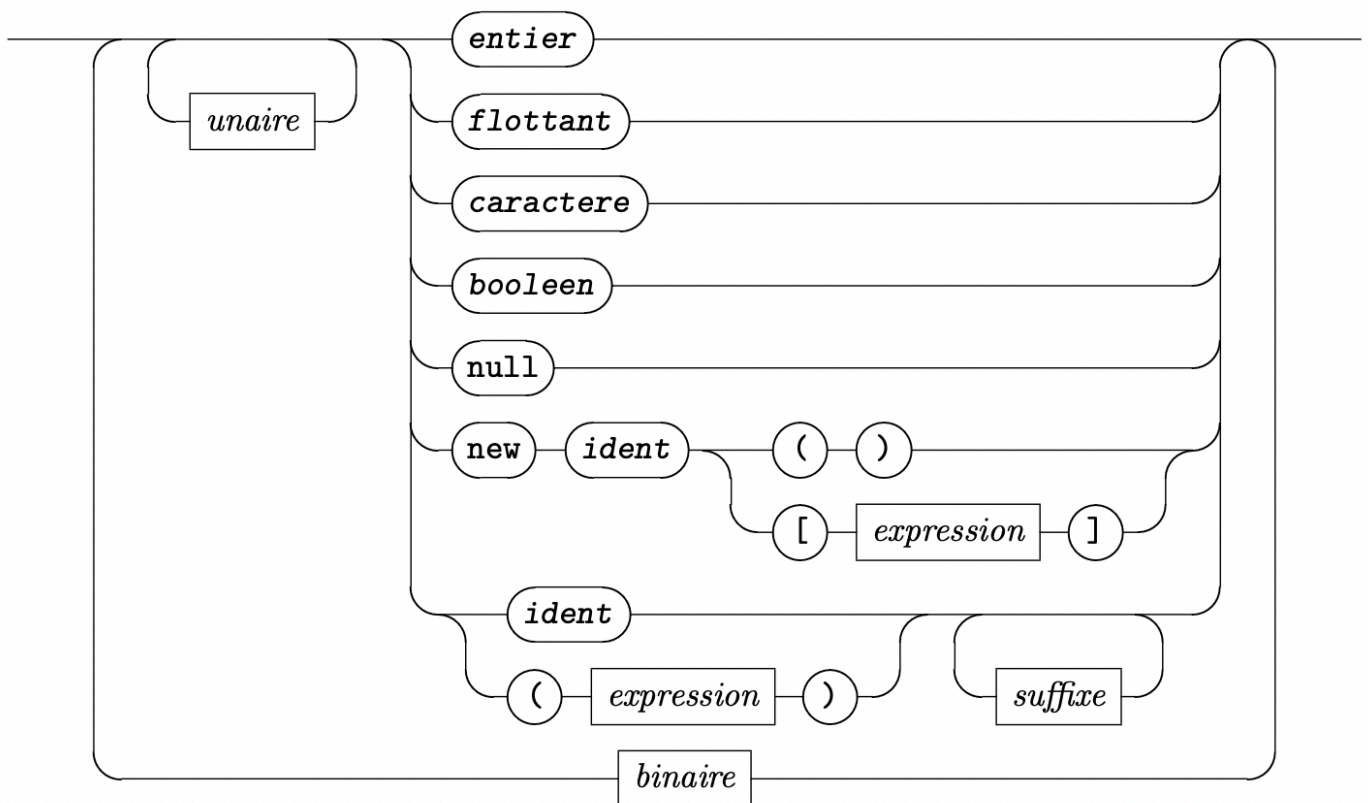 entier
unaire flottant
caractere
booleen
null
new ident ( )
[ expression ]
ident
( expression ) suffixe
binaire